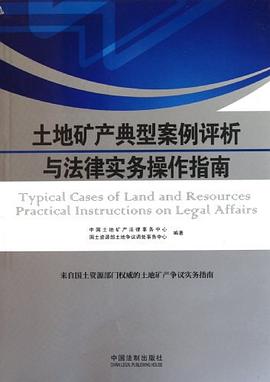 土地矿产典型案例评析
与法律实务操作指南
Typical Cases of Land and Resources
Practical Instructions on Legal Affairs
中国土地矿产法律事务中心
国土资源部土地争议调处事务中心
编著
来自国土资源部门权威的土地矿产争议实务指南
中国法制出版社
CHINA LEGAL PUBLISHING HOUSE